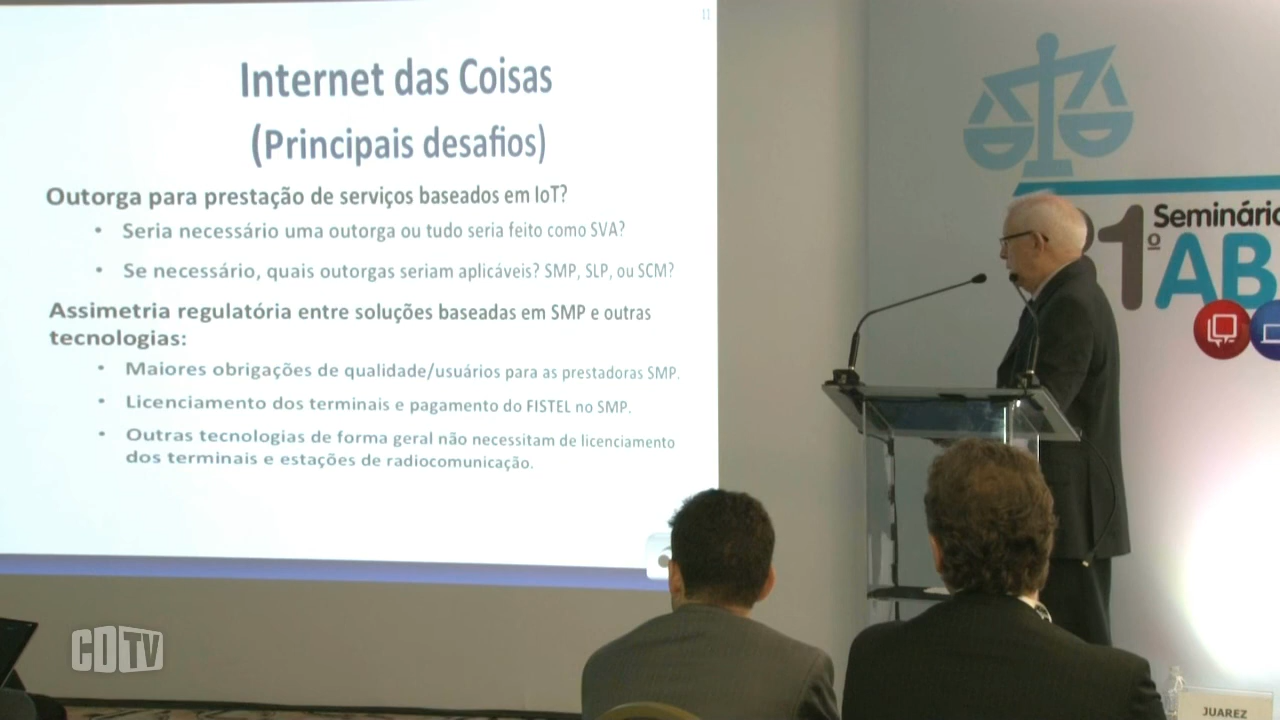 11
Internet das Coisas
(Principais desafios)
Outorga para prestação de serviços baseados em IoT?
• Seria necessário uma outorga ou tudo seria feito como SVA?
• Se necessário, quais outorgas seriam aplicáveis? SMP, SLP, ou SCM?
Assimetria regulatória entre soluções baseadas em SMP e outras
tecnologias:
• Maiores obrigações de qualidade/usuários para as prestadoras SMP.
• Licenciamento dos terminais e pagamento do FISTEL no SMP.
• Outras tecnologias de forma geral não necessitam de licenciamento
dos terminais e estações de radiocomunicação.
1º Seminário
AB
CDTV
JUAREZ